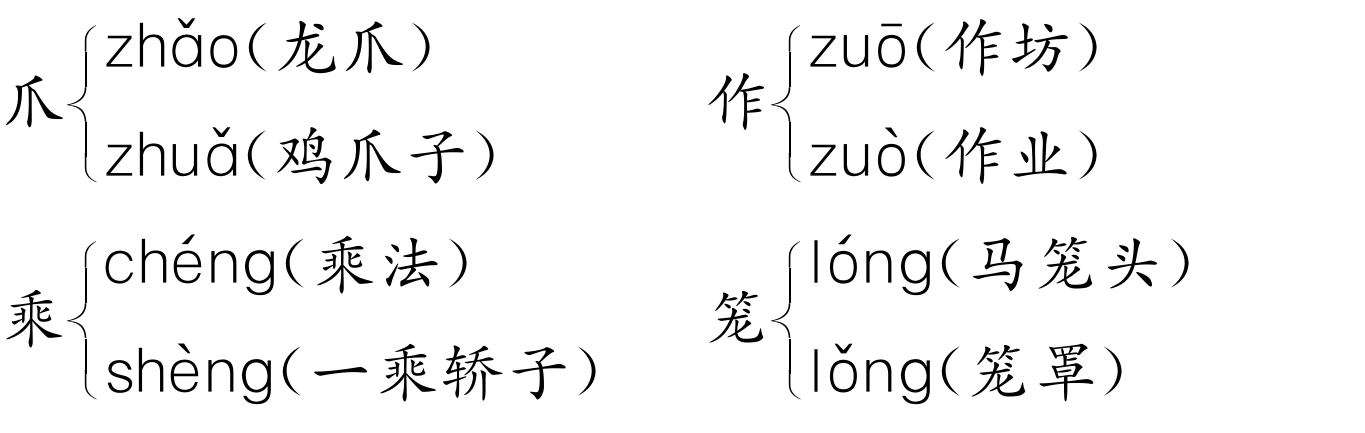 爪
zhǎo(龙爪)
zhuǎ(鸡爪子)
作
zuō(作坊)
zuò(作业)
乘
chéng(乘法)
shèng(一乘轿子)
笼
lóng(马笼头)
lǒng(笼罩)